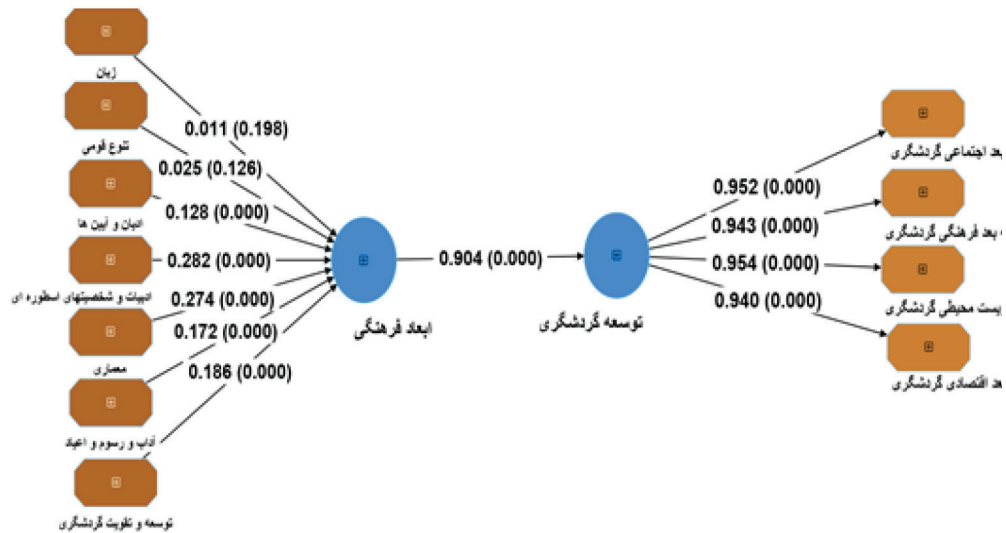 زبان
0.011 (0.198)
تنوع قومی
0.025 (0.126)
ادیان و آیین ها
0.128 (0.000)
ادبیات و شخصیتهای اسطوره ای
0.282 (0.000)
معماری
0.274 (0.000)
آداب و رسوم و اعیاد
0.172 (0.000)
توسعه و تقویت گردشگری
0.186 (0.000)
ابعاد فرهنگی
0.904 (0.000)
توسعه گردشگری
0.952 (0.000)
بعد اجتماعی گردشگری
0.943 (0.000)
بعد فرهنگی گردشگری
0.954 (0.000)
زیست محیطی گردشگری
0.940 (0.000)
بعد اقتصادی گردشگری